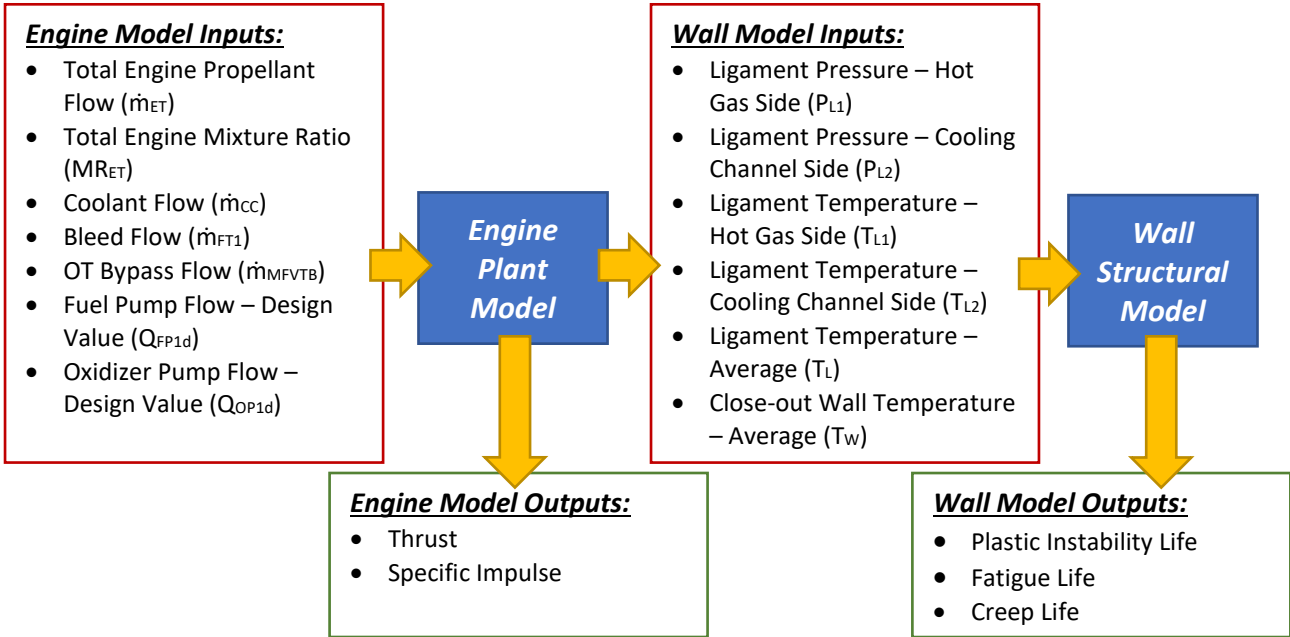 Engine Model Inputs:
• Total Engine Propellant
Flow (ṁET)
• Total Engine Mixture Ratio
(MRET)
• Coolant Flow (ṁCC)
• Bleed Flow (ṁFT1)
• OT Bypass Flow (ṁMFVTB)
• Fuel Pump Flow – Design
Value (QFP1d)
• Oxidizer Pump Flow –
Design Value (QOP1d)
Engine
Plant
Model
Wall Model Inputs:
• Ligament Pressure – Hot
Gas Side (PL1)
• Ligament Pressure – Cooling
Channel Side (PL2)
• Ligament Temperature –
Hot Gas Side (TL1)
• Ligament Temperature –
Cooling Channel Side (TL2)
• Ligament Temperature –
Average (TL)
• Close-out Wall Temperature
– Average (TW)
Wall
Structural
Model
Engine Model Outputs:
• Thrust
• Specific Impulse
Wall Model Outputs:
• Plastic Instability Life
• Fatigue Life
• Creep Life